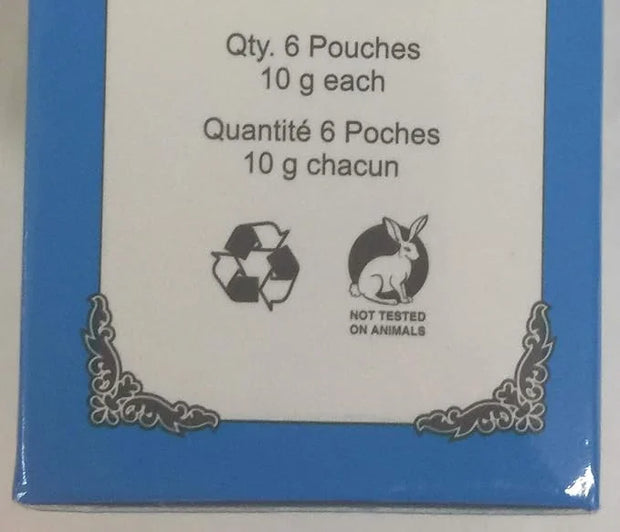 Qty. 6 Pouches
10 g each
Quantité 6 Poches
10 g chacun
NOT TESTED
ON ANIMALS